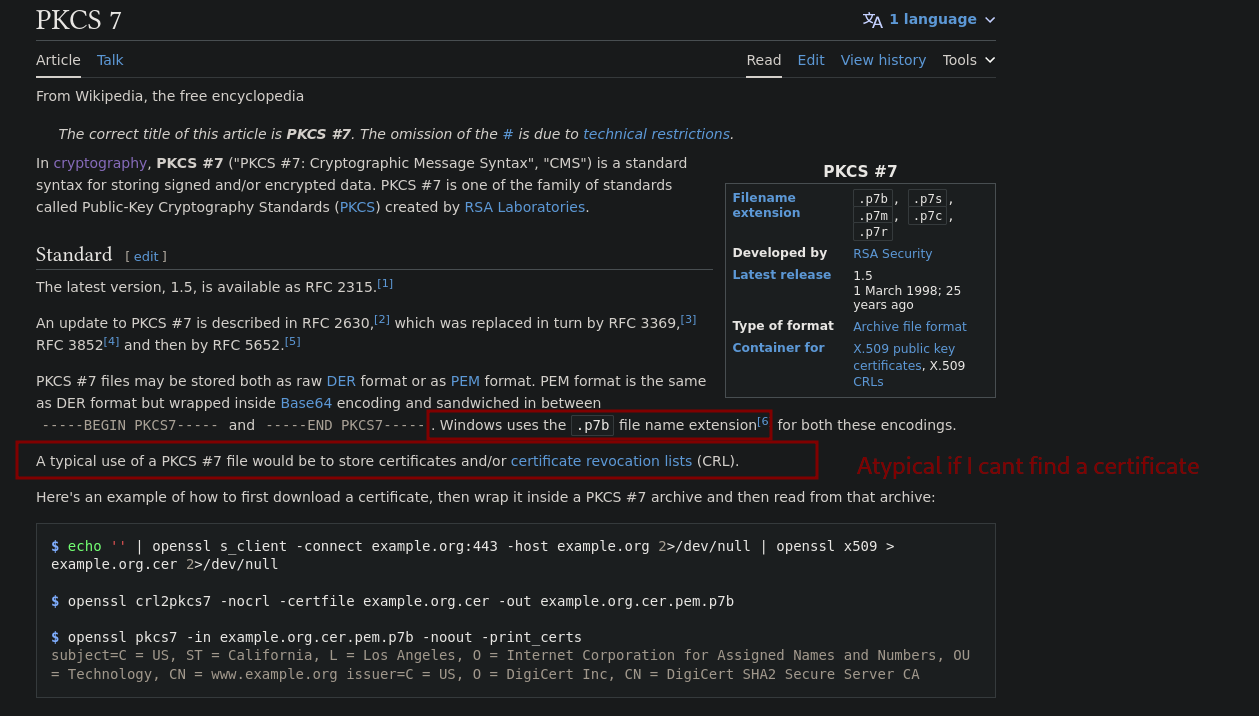 PKCS 7
1 language
Article Talk
Read Edit View history Tools
From Wikipedia, the free encyclopedia
The correct title of this article is PKCS #7. The omission of the # is due to technical restrictions.
In cryptography, PKCS #7 ("PKCS #7: Cryptographic Message Syntax", "CMS") is a standard
syntax for storing signed and/or encrypted data. PKCS #7 is one of the family of standards
called Public-Key Cryptography Standards (PKCS) created by RSA Laboratories.
PKCS #7
Filename extension .p7b, .p7s,
.p7m, .p7c,
.p7r
Developed by RSA Security
Latest release 1.5
1 March 1998; 25
years ago
Type of format Archive file format
Container for X.509 public key
certificates, X.509
CRLs
Standard [ edit ]
The latest version, 1.5, is available as RFC 2315.[1]
An update to PKCS #7 is described in RFC 2630,[2] which was replaced in turn by RFC 3369,[3]
RFC 3852[4] and then by RFC 5652.[5]
PKCS #7 files may be stored both as raw DER format or as PEM format. PEM format is the same
as DER format but wrapped inside Base64 encoding and sandwiched in between
-----BEGIN PKCS7----- and -----END PKCS7-----. Windows uses the .p7b file name extension[6 for both these encodings.
A typical use of a PKCS #7 file would be to store certificates and/or certificate revocation lists (CRL).
Atypical if I cant find a certificate
Here's an example of how to first download a certificate, then wrap it inside a PKCS #7 archive and then read from that archive:
$ echo '' | openssl s_client -connect example.org:443 -host example.org 2>/dev/null | openssl x509 >
example.org.cer 2>/dev/null
$ openssl crl2pkcs7 -nocrl -certfile example.org.cer -out example.org.cer.pem.p7b
$ openssl pkcs7 -in example.org.cer.pem.p7b -noout -print_certs
subject=C = US, ST = California, L = Los Angeles, O = Internet Corporation for Assigned Names and Numbers, OU
= Technology, CN = www.example.org issuer=C = US, O = DigiCert Inc, CN = DigiCert SHA2 Secure Server CA